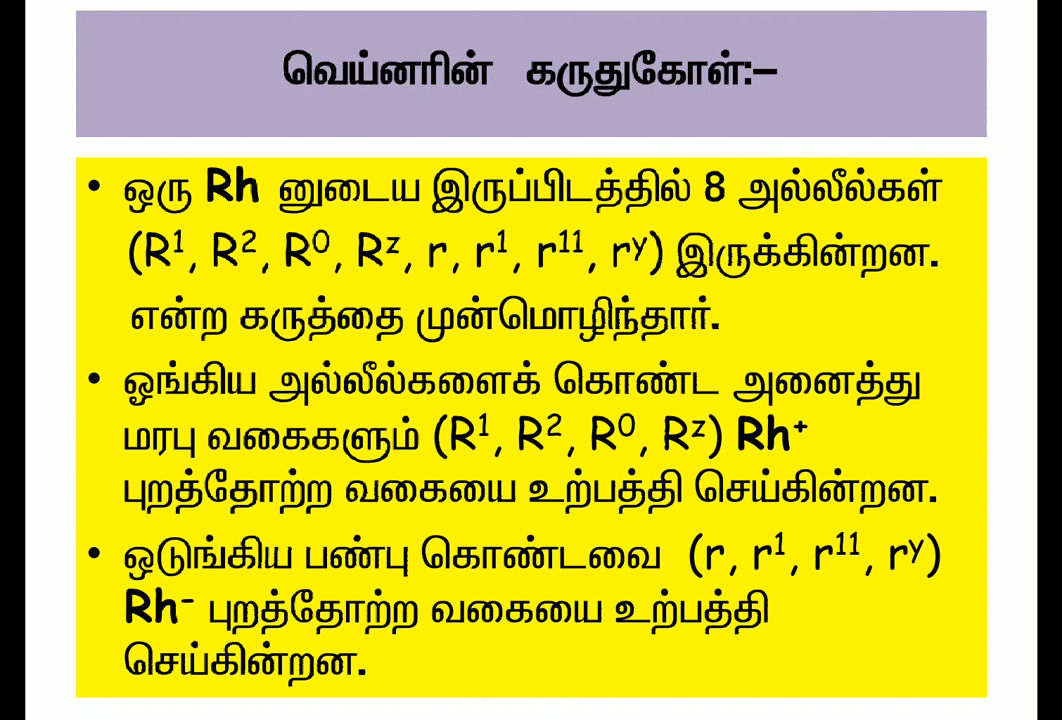 வெய்னரின் கருதுகோள்:–
• ஒரு Rh னுடைய இருப்பிடத்தில் 8 அல்லீல்கள்
(R¹, R², R⁰, Rᶻ, r, r¹, r¹¹, rʸ) இருக்கின்றன.
என்ற கருத்தை முன்மொழிந்தார்.
• ஓங்கிய அல்லீல்களைக் கொண்ட அனைத்து
மரபு வகைகளும் (R¹, R², R⁰, Rᶻ) Rh⁺
புறத்தோற்ற வகையை உற்பத்தி செய்கின்றன.
• ஒடுங்கிய பண்பு கொண்டவை (r, r¹, r¹¹, rʸ)
Rh⁻ புறத்தோற்ற வகையை உற்பத்தி
செய்கின்றன.